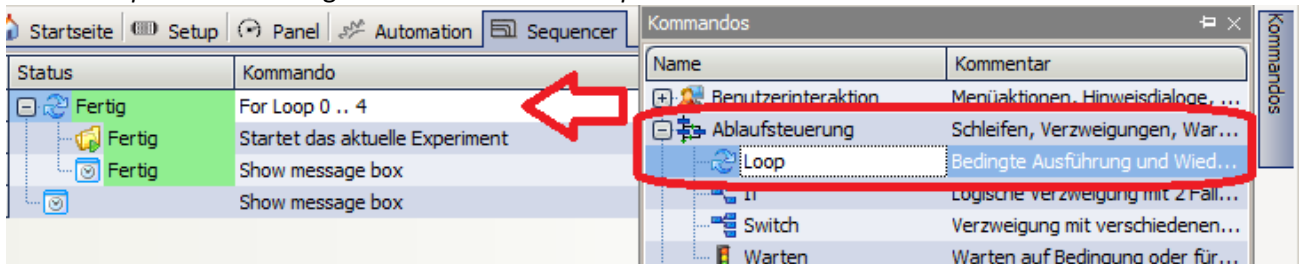 Startseite Setup Panel Automation Sequencer
Status Kommando
Fertig For Loop 0 .. 4
Fertig Startet das aktuelle Experiment
Fertig Show message box
Show message box
Kommandos
Name Kommentar
Benutzerinteraktion Menüaktionen, Hinweisdialoge, ...
Ablaufsteuerung Schleifen, Verzweigungen, War...
Loop Bedingte Ausführung und Wied...
If Logische Verzweigung mit 2 Fäll...
Switch Verzweigung mit verschiedenen...
Warten Warten auf Bedingung oder für...
Kommandos